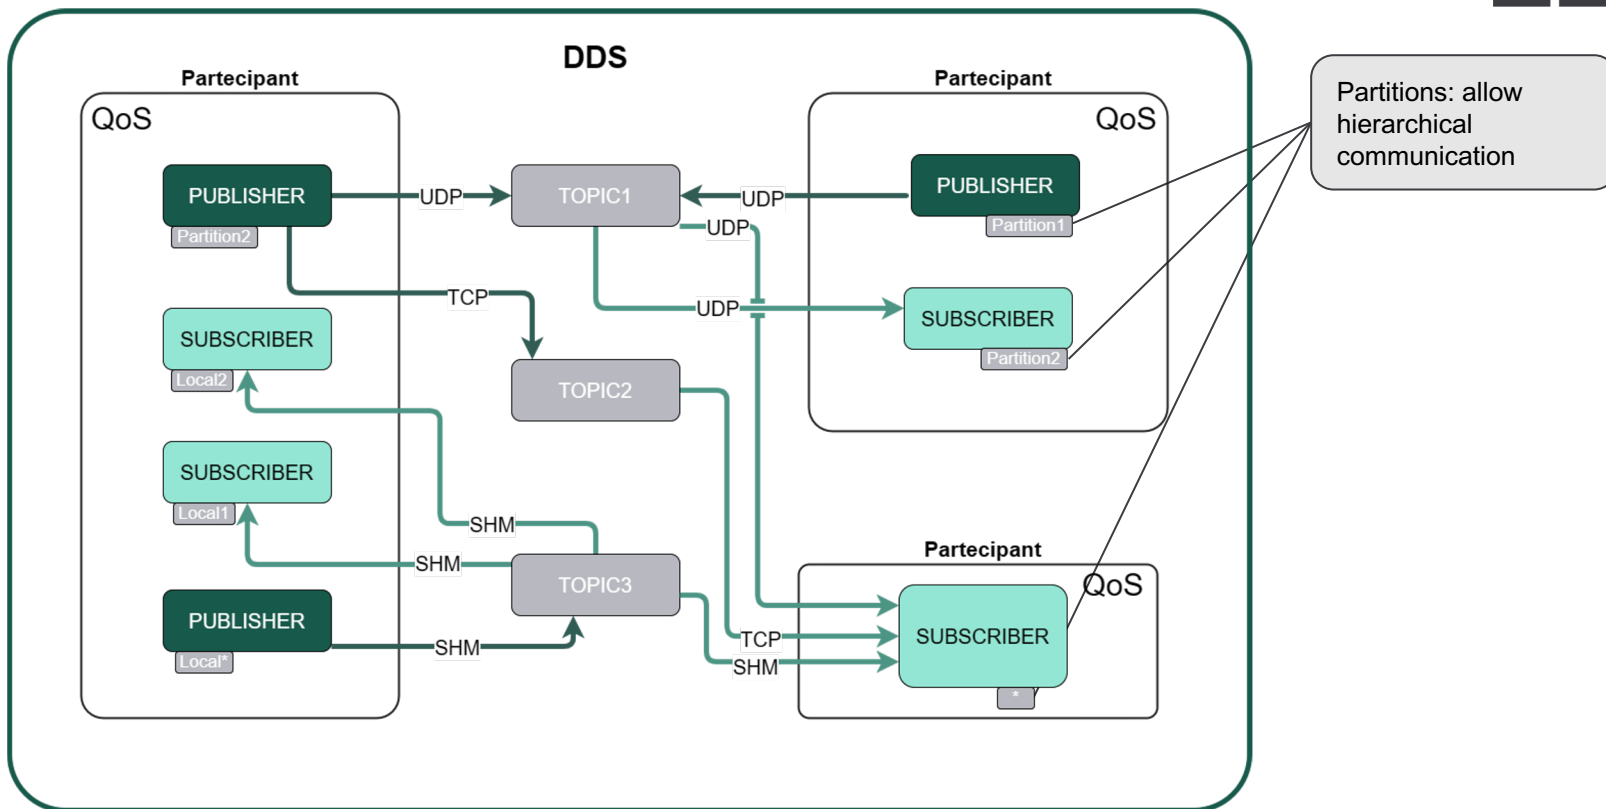 DDS
Partecipant
QoS
PUBLISHER
Partition2
SUBSCRIBER
Local2
SUBSCRIBER
Local1
PUBLISHER
Local*
UDP
TCP
SHM
SHM
SHM
TOPIC1
TOPIC2
TOPIC3
UDP
UDP
UDP
TCP
SHM
Partecipant
QoS
PUBLISHER
Partition1
SUBSCRIBER
Partition2
Partecipant
QoS
SUBSCRIBER
*
Partitions: allow
hierarchical
communication